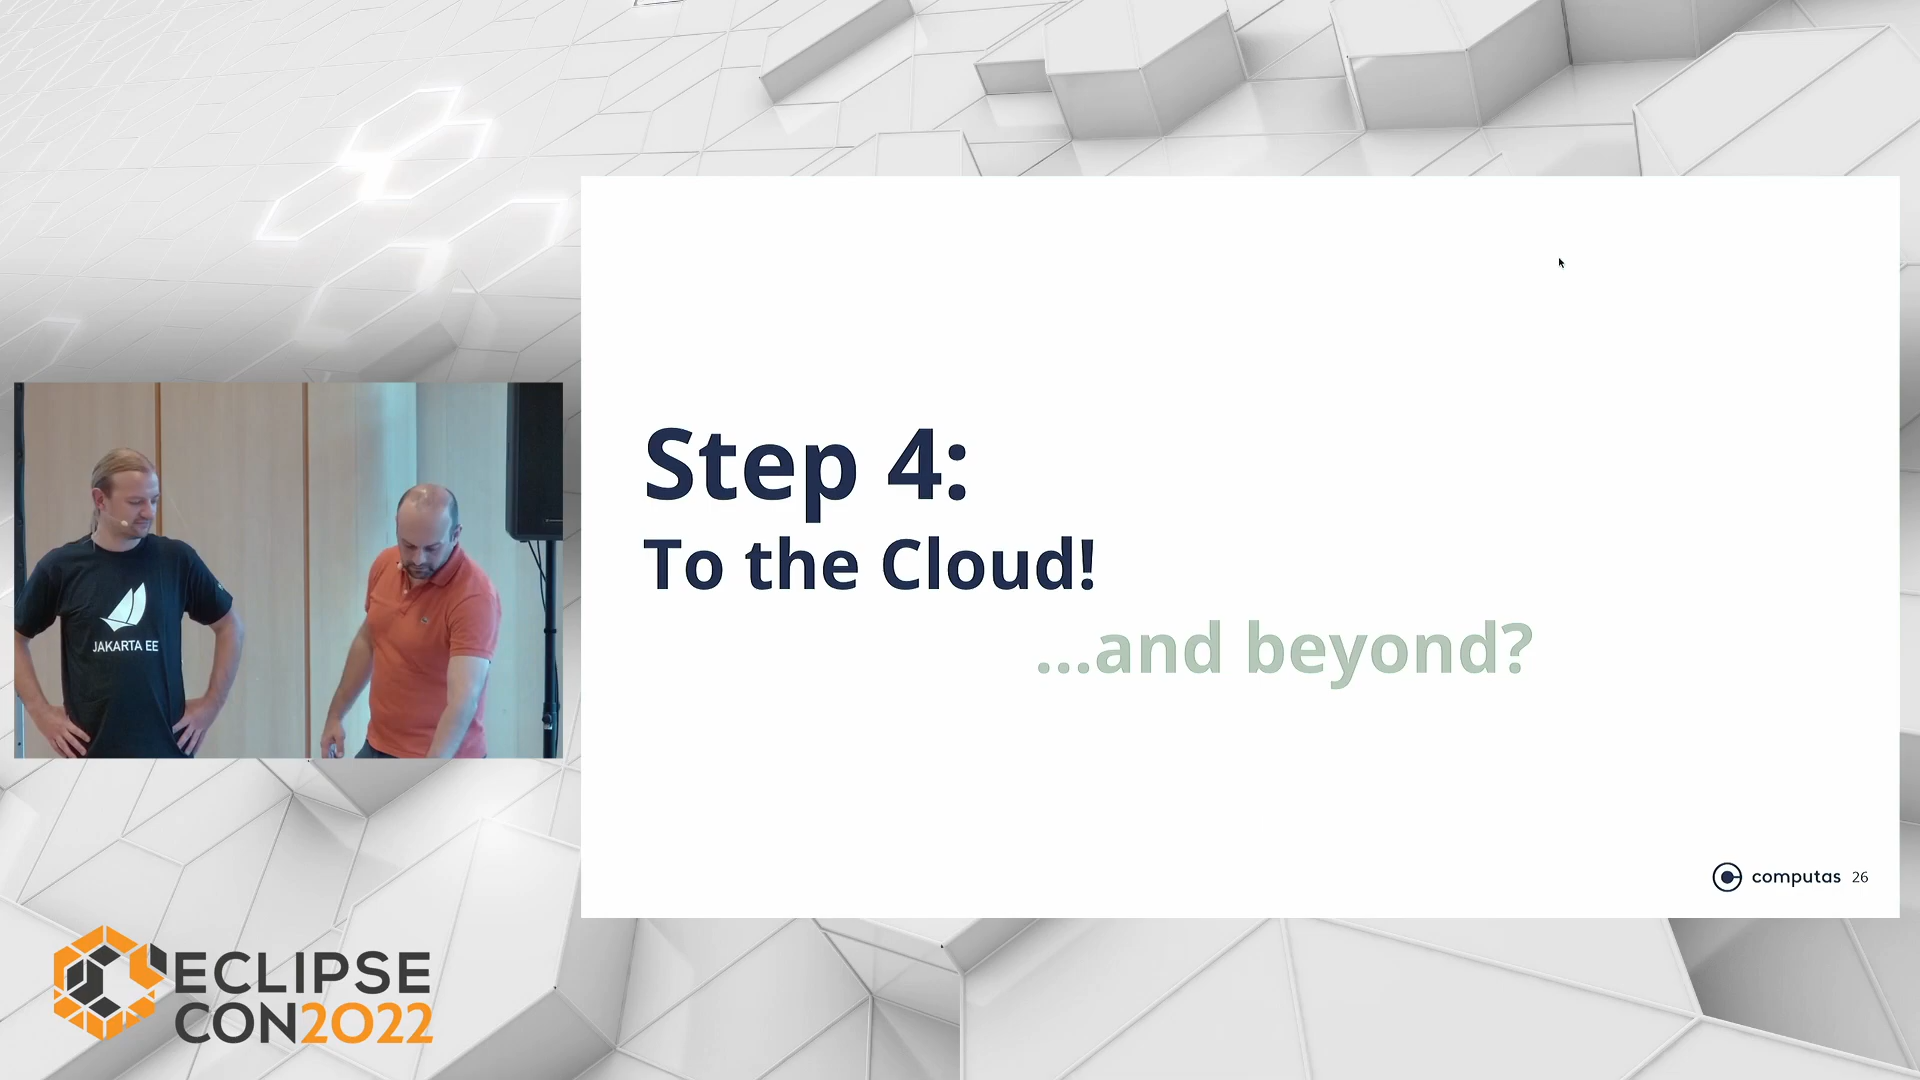 Step 4:
To the Cloud!
...and beyond?
computas 26
JAKARTA EE
ECLIPSE
CON2022